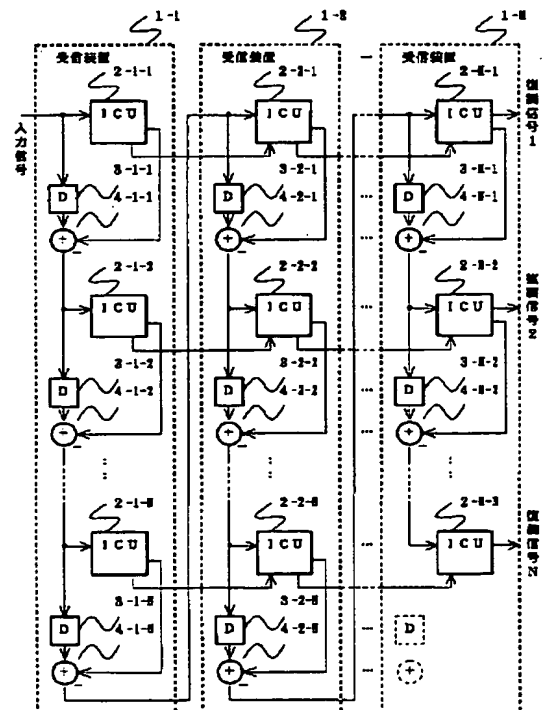 1-1
1-2
1-M
受信装置
受信装置
受信装置
2-1-1
2-2-1
2-M-1
ICU
ICU
ICU
入力信号
復調信号1
3-1-1
3-2-1
3-M-1
D
D
D
4-1-1
4-2-1
4-M-1
+
+
+
2-1-2
2-2-2
2-M-2
ICU
ICU
ICU
復調信号2
3-1-2
3-2-2
3-M-2
D
D
D
4-1-2
4-2-2
4-M-2
+
+
2-1-N
2-2-N
ICU
ICU
ICU
復調信号N
3-1-N
3-2-N
D
D
D
4-1-N
4-2-N
+
+
+